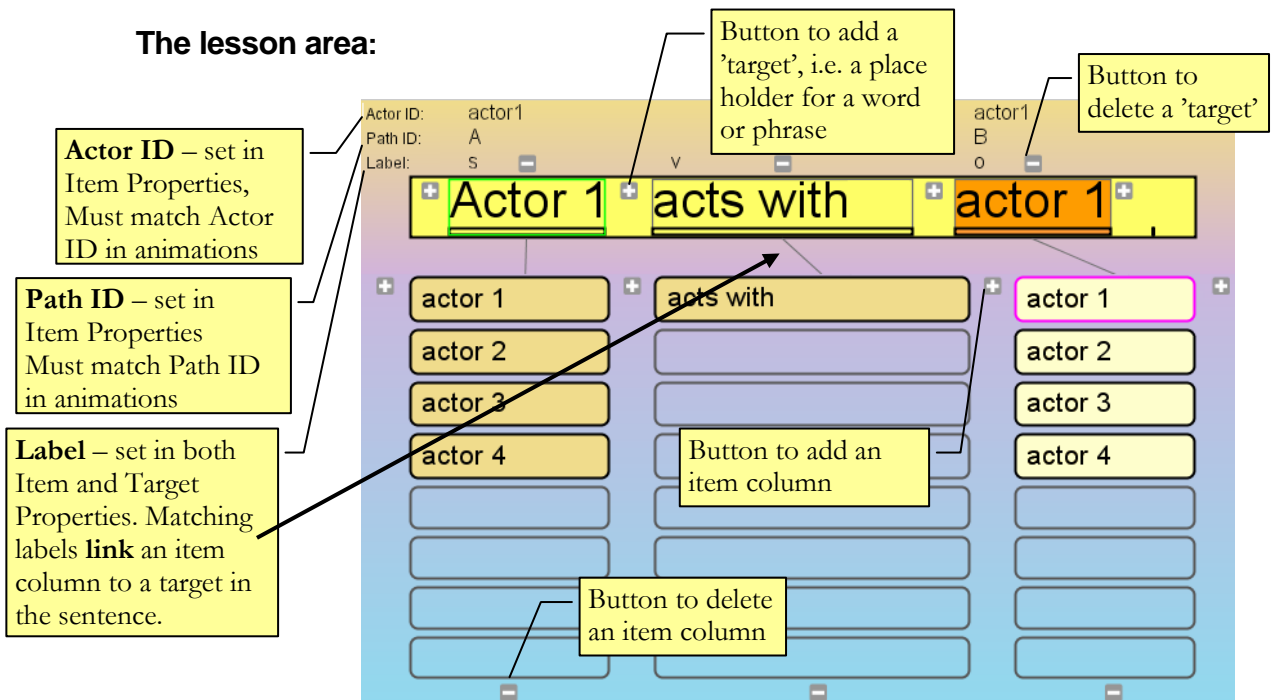 The lesson area:
Button to add a
’target’, i.e. a place
holder for a word
or phrase
Button to
delete a ’target’
Actor ID – set in
Item Properties,
Must match Actor
ID in animations
Path ID – set in
Item Properties
Must match Path ID
in animations
Label – set in both
Item and Target
Properties. Matching
labels link an item
column to a target in
the sentence.
Actor ID: actor1 actor1
Path ID: A B
Label: S V O
Actor 1 acts with actor 1
actor 1 acts with actor 1
actor 2 actor 2
actor 3 actor 3
actor 4 actor 4
Button to add an
item column
Button to delete
an item column